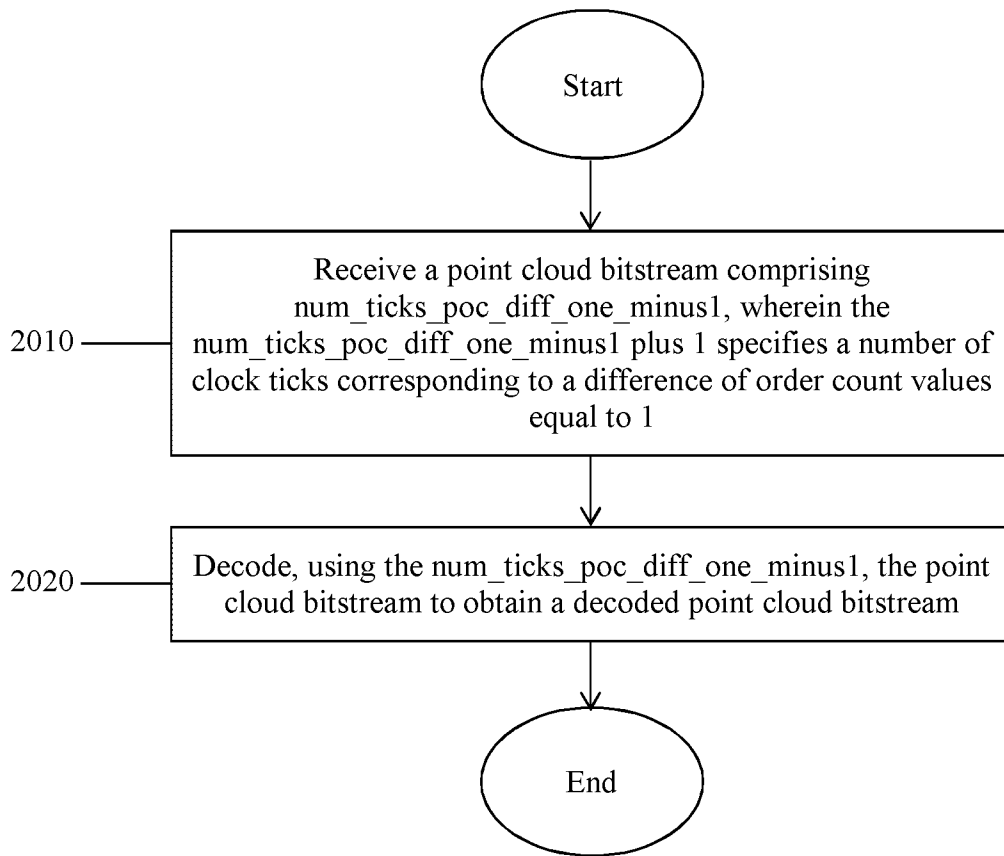 Start
2010
Receive a point cloud bitstream comprising
num_ticks_poc_diff_one_minus1, wherein the
num_ticks_poc_diff_one_minus1 plus 1 specifies a number of
clock ticks corresponding to a difference of order count values
equal to 1
2020
Decode, using the num_ticks_poc_diff_one_minus1, the point
cloud bitstream to obtain a decoded point cloud bitstream
End